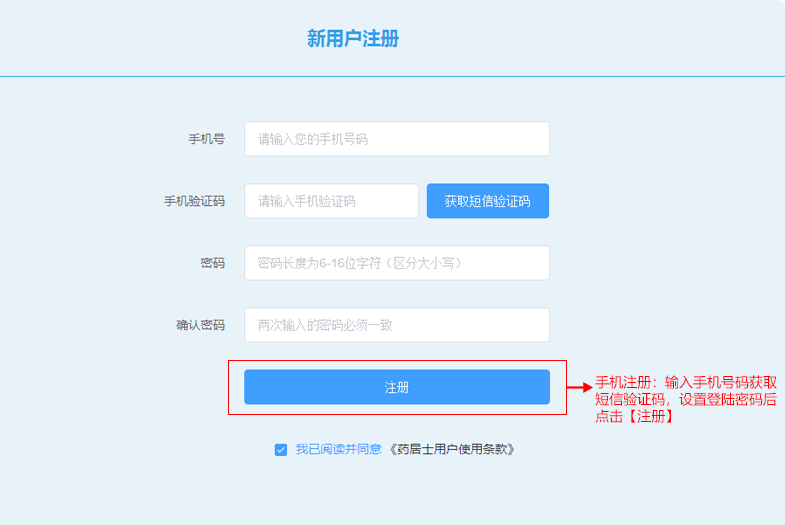 新用户注册
手机号
请输入您的手机号码
手机验证码
请输入手机验证码
获取短信验证码
密码
密码长度为6-16位字符（区分大小写）
确认密码
两次输入的密码必须一致
注册
手机注册：输入手机号码获取
短信验证码，设置登陆密码后
点击【注册】
我已阅读并同意 《药居士用户使用条款》